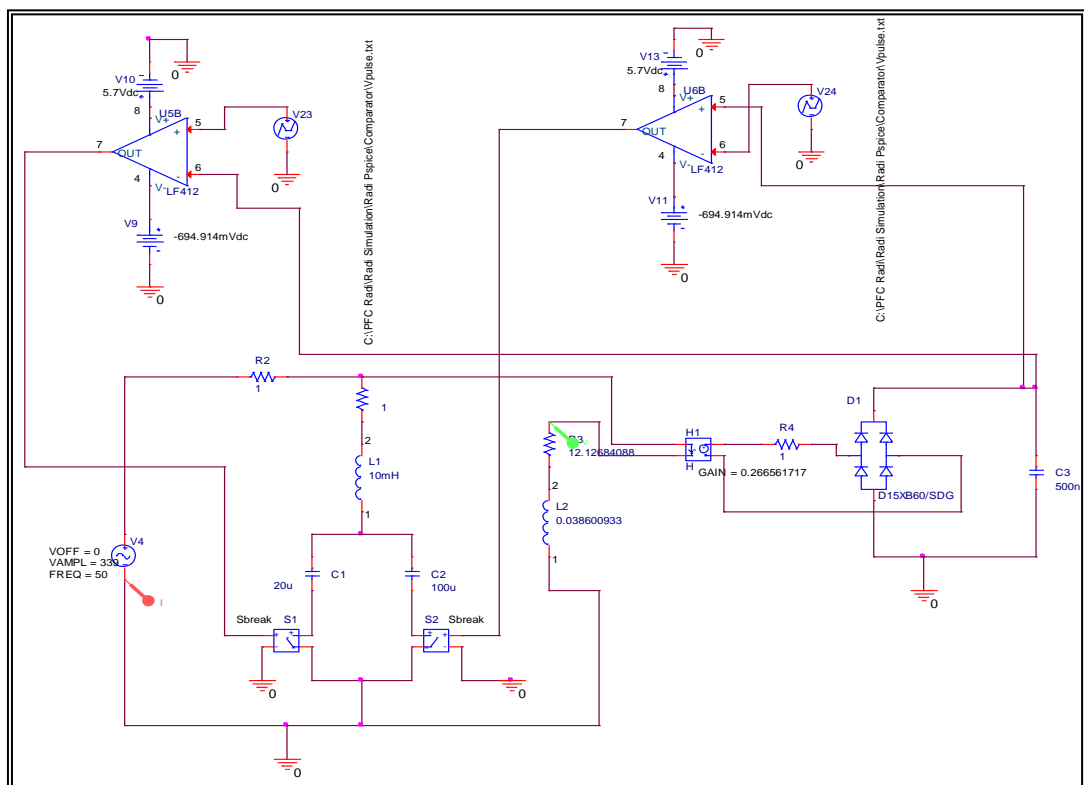 V10
5.7Vdc
0
8
U5B
V+
5
+
V23
7
OUT
6
-
4
V-
LF412
0
V9
-694.914mVdc
0
C:\PFC Radi\Radi Simulation\Radi Pspice\Comparator\Vpulse.txt
V13
5.7Vdc
0
8
U6B
V+
5
+
V24
7
OUT
6
-
4
V-
LF412
0
V11
-694.914mVdc
0
C:\PFC Radi\Radi Simulation\Radi Pspice\Comparator\Vpulse.txt
R2
1
1
2
L1
10mH
1
12.12684088
2
L2
0.038600933
1
H1
H
GAIN = 0.266561717
R4
1
D1
D15XB60/SDG
C3
500n
0
V4
VOFF = 0
VAMPL = 339
FREQ = 50
I
C1
20u
C2
100u
Sbreak
S1
S2
Sbreak
+
+
-
-
+
+
-
-
0
0
0